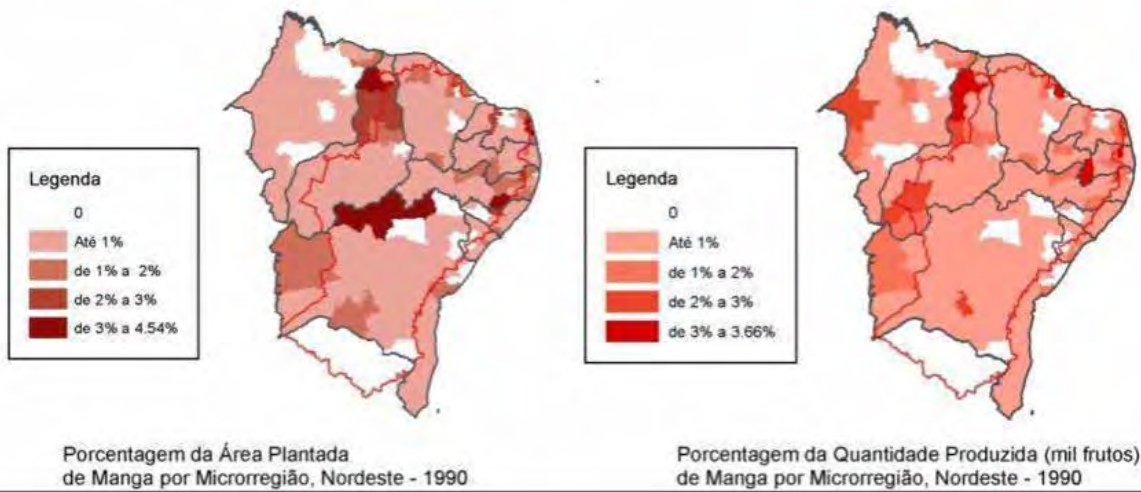 Legenda
0
Até 1%
de 1% a 2%
de 2% a 3%
de 3% a 4.54%
Porcentagem da Área Plantada
de Manga por Microrregião, Nordeste - 1990
Legenda
0
Até 1%
de 1% a 2%
de 2% a 3%
de 3% a 3.66%
Porcentagem da Quantidade Produzida (mil frutos)
de Manga por Microrregião, Nordeste - 1990